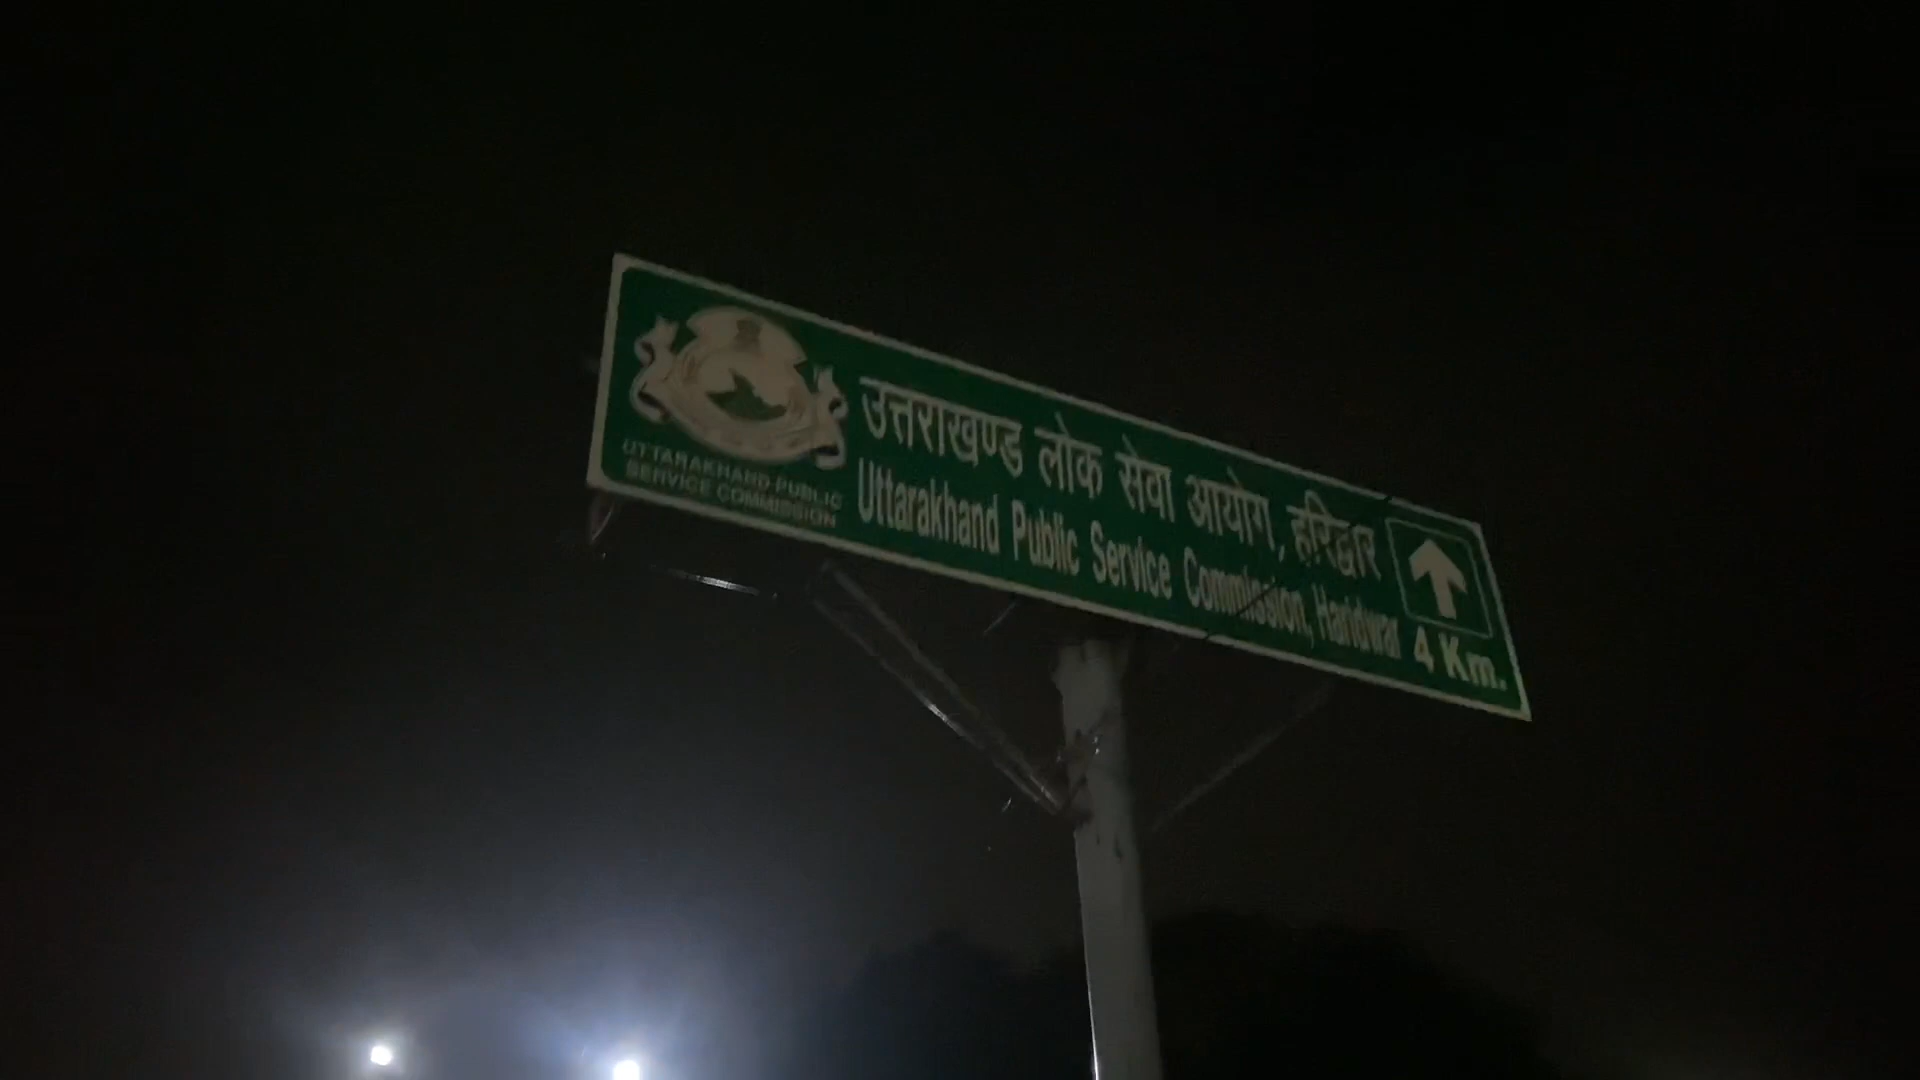 UTTARAKHAND PUBLIC
SERVICE COMMISSION
उत्तराखण्ड लोक सेवा आयोग, हरिद्वार
Uttarakhand Public Service Commission, Haridwar
4 Km.